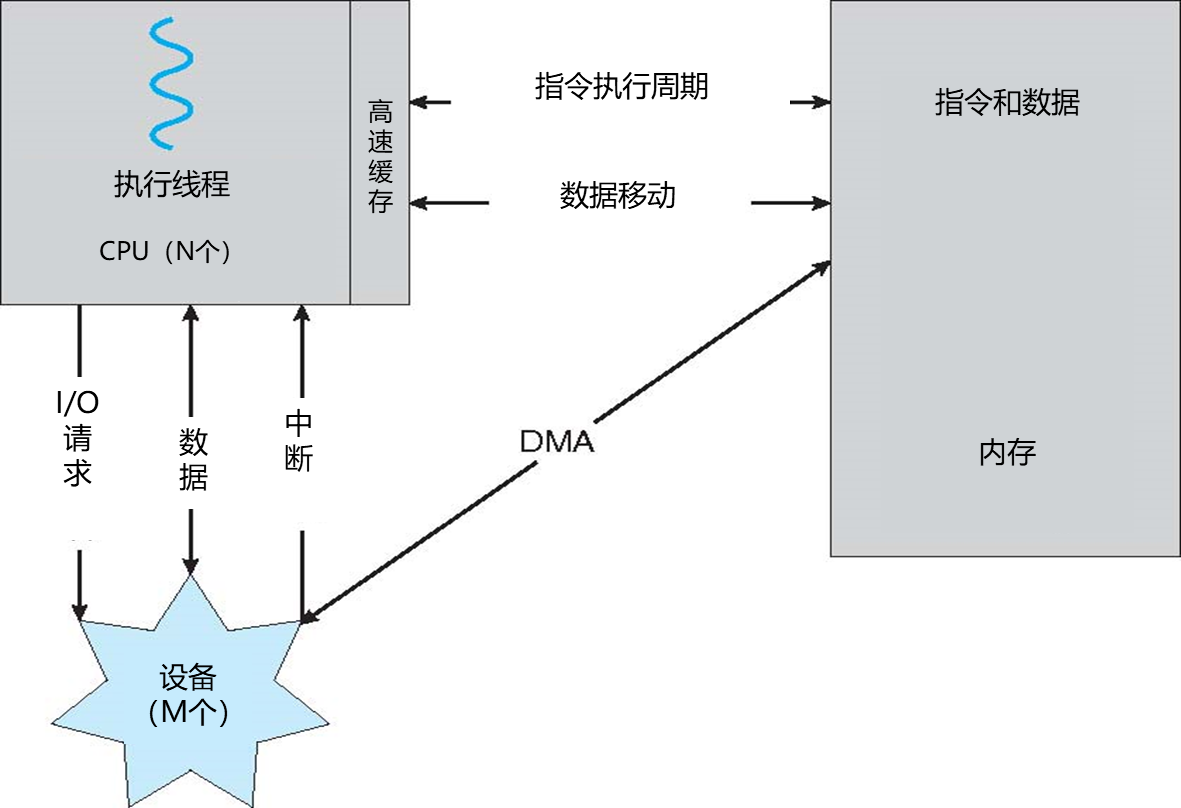 执行线程
CPU（N个）
高速缓存
指令执行周期
数据移动
指令和数据
内存
I/O
请求
数据
中断
DMA
设备
（M个）